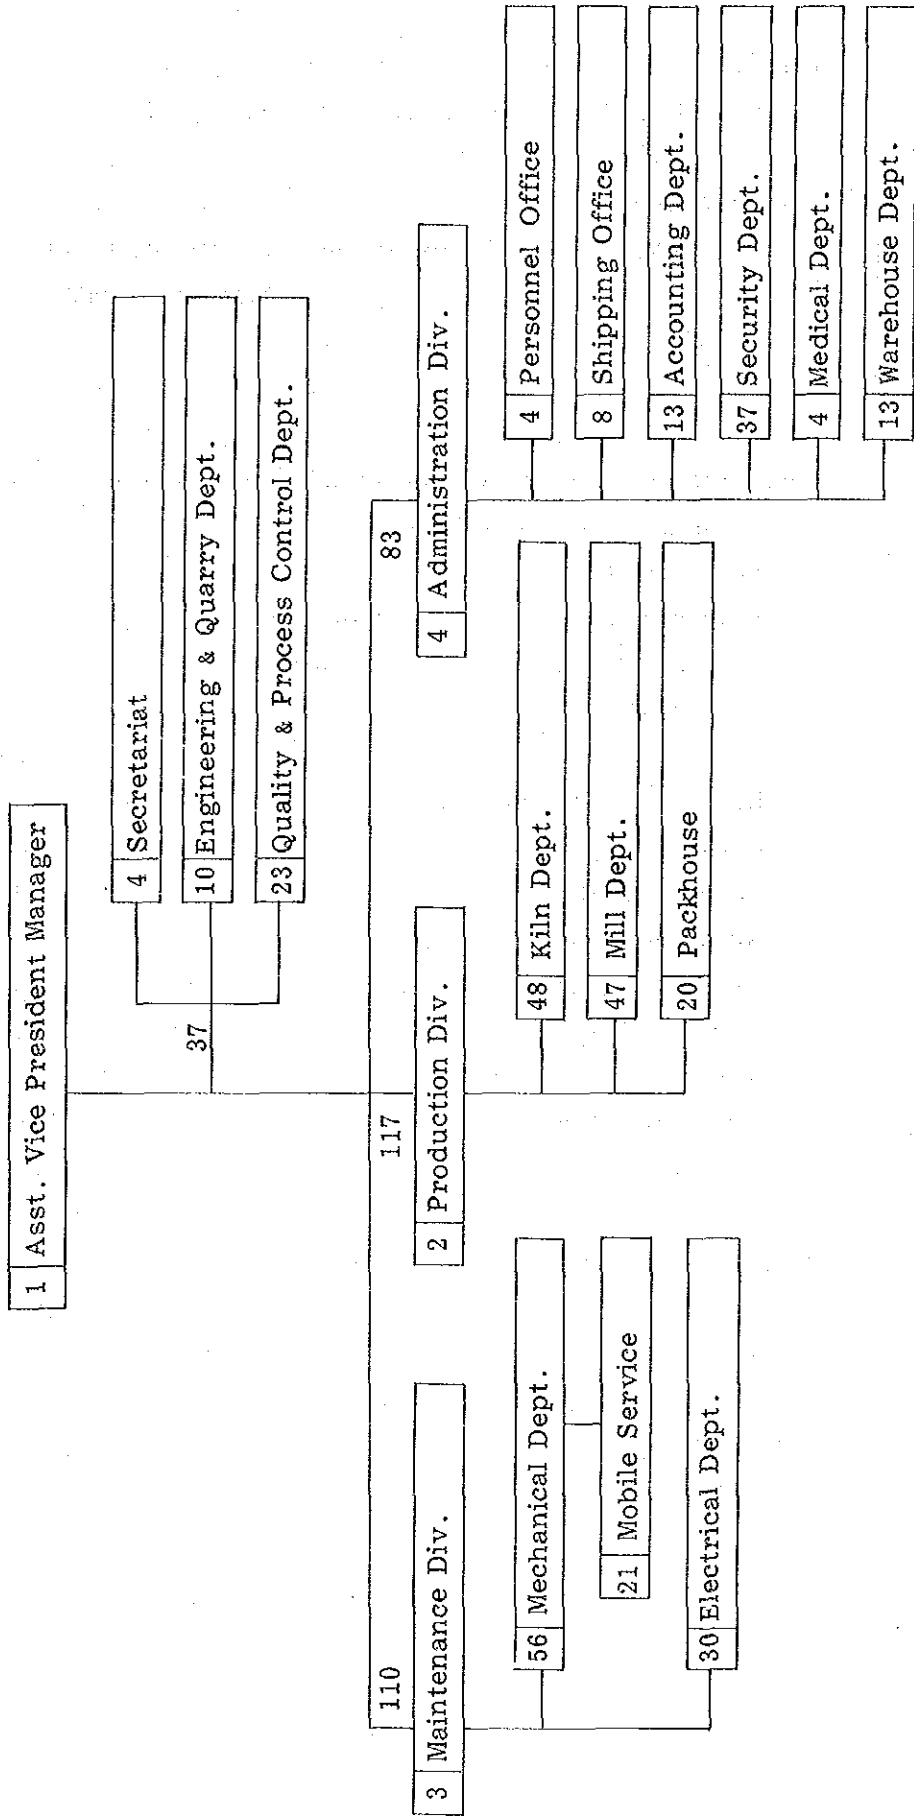 1 Asst. Vice President Manager
37
4 Secretariat
10 Engineering & Quarry Dept.
23 Quality & Process Control Dept.
110
3 Maintenance Div.
56 Mechanical Dept.
21 Mobile Service
30 Electrical Dept.
117
2 Production Div.
48 Kiln Dept.
47 Mill Dept.
20 Packhouse
83
4 Administration Div.
4 Personnel Office
8 Shipping Office
13 Accounting Dept.
37 Security Dept.
4 Medical Dept.
13 Warehouse Dept.